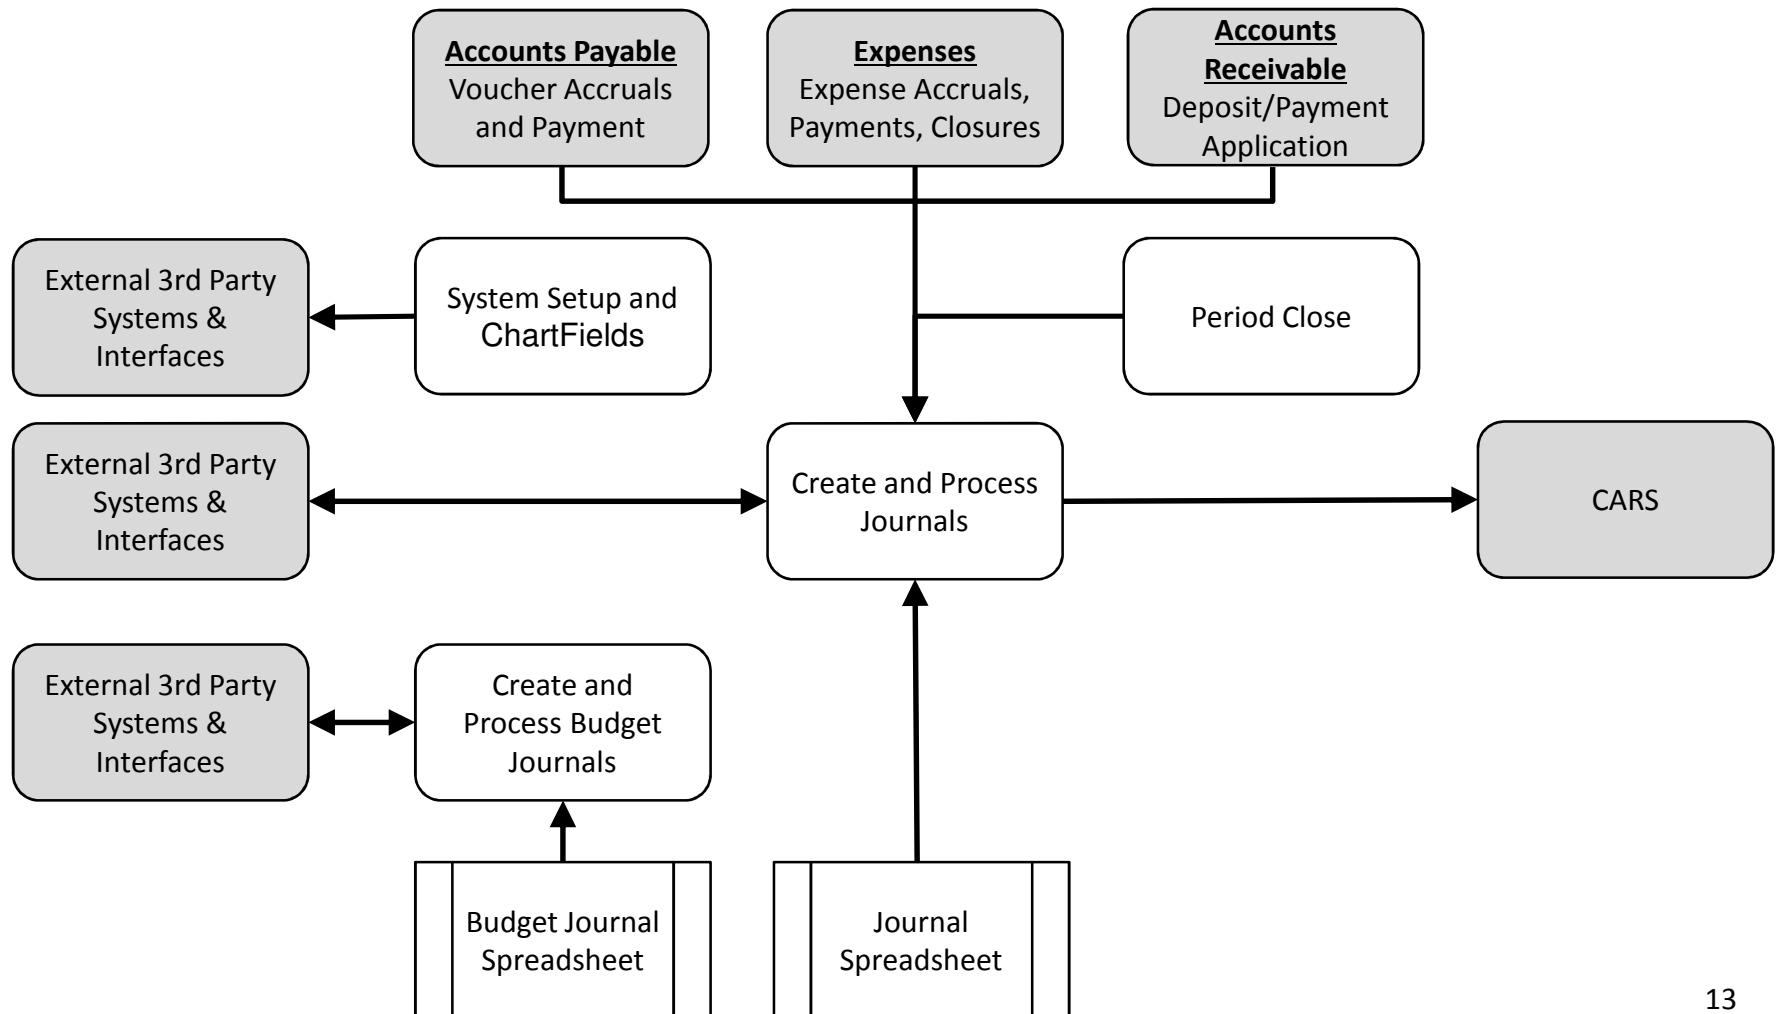 Accounts Payable
Voucher Accruals
and Payment
Expenses
Expense Accruals,
Payments, Closures
Accounts
Receivable
Deposit/Payment
Application
External 3rd Party
Systems &
Interfaces
System Setup and
ChartFields
Period Close
External 3rd Party
Systems &
Interfaces
Create and Process
Journals
CARS
External 3rd Party
Systems &
Interfaces
Create and
Process Budget
Journals
Budget Journal
Spreadsheet
Journal
Spreadsheet
13